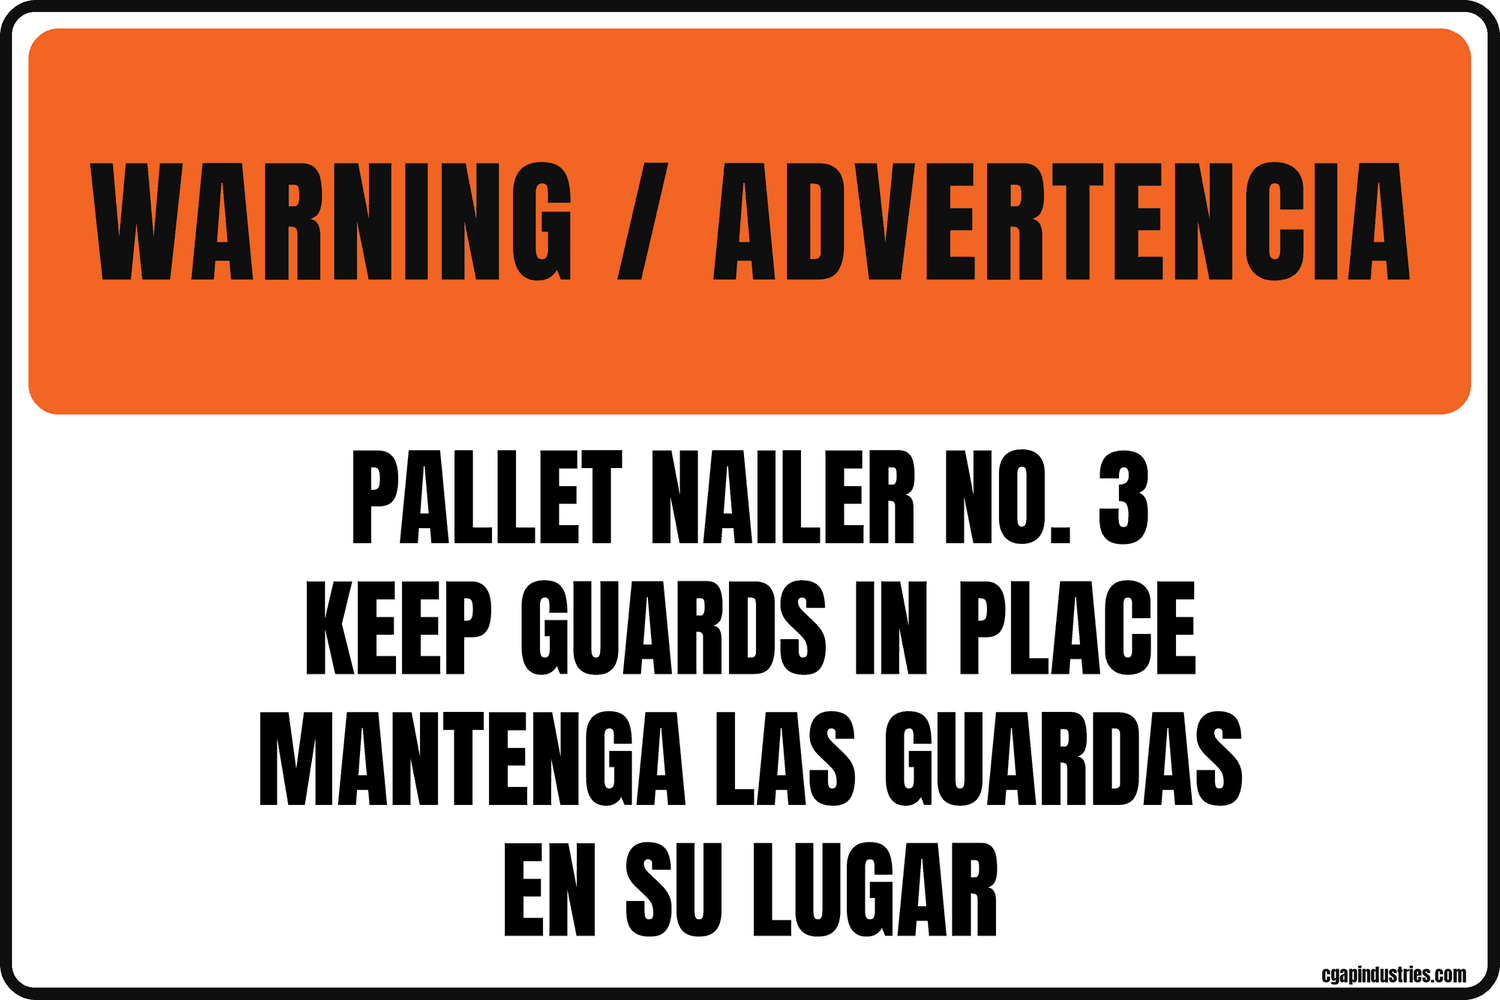 WARNING / ADVERTENCIA
PALLET NAILER NO. 3
KEEP GUARDS IN PLACE
MANTENGA LAS GUARDAS
EN SU LUGAR
cgapindustries.com